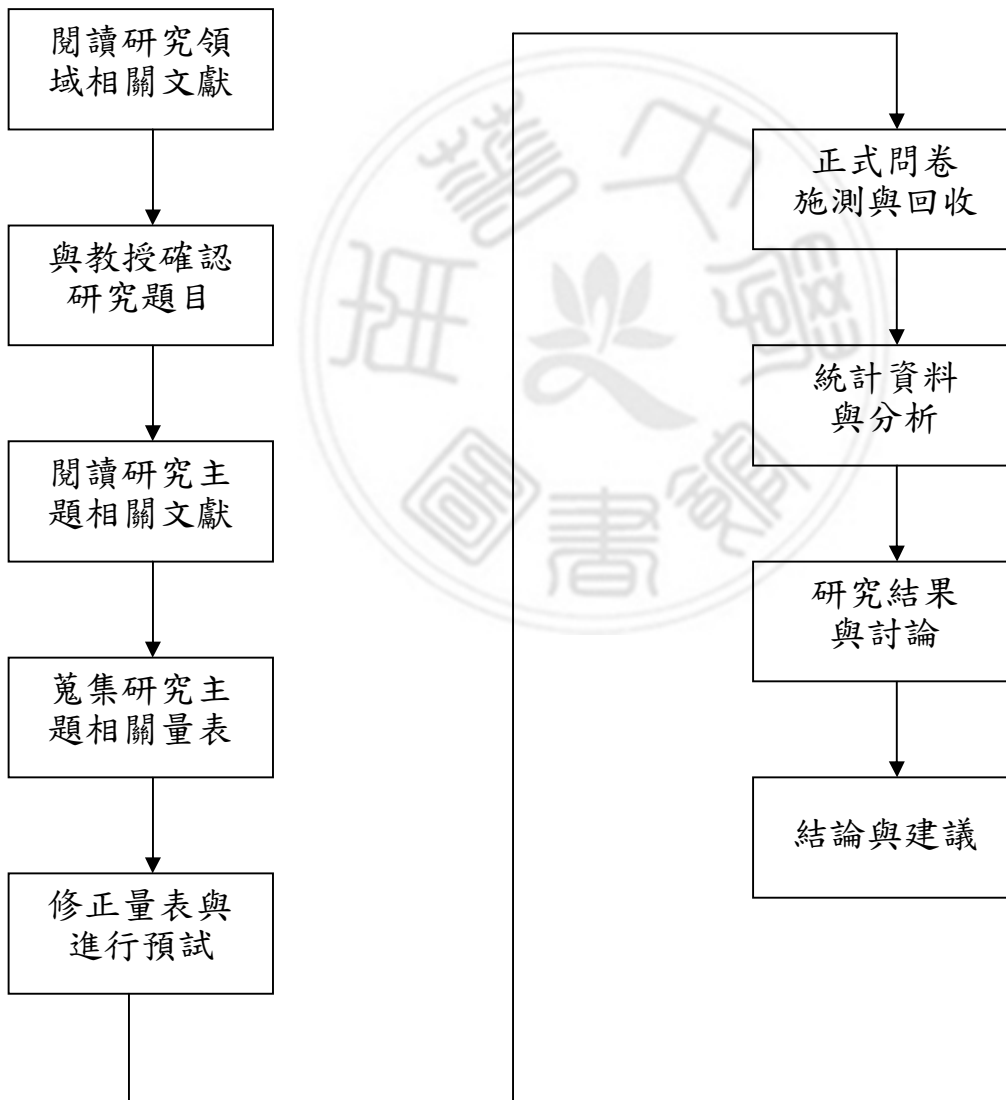 閱讀研究領
域相關文獻
與教授確認
研究題目
閱讀研究主
題相關文獻
蒐集研究主
題相關量表
修正量表與
進行預試
正式問卷
施測與回收
統計資料
與分析
研究結果
與討論
結論與建議